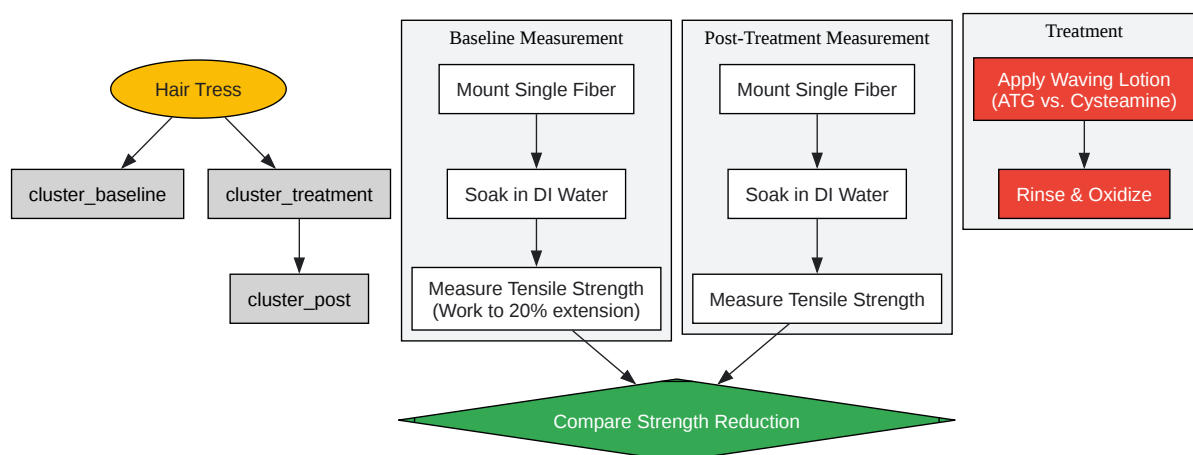 Hair Tress
cluster_baseline
cluster_treatment
cluster_post
Baseline Measurement
Mount Single Fiber
Soak in DI Water
Measure Tensile Strength
(Work to 20% extension)
Post-Treatment Measurement
Mount Single Fiber
Soak in DI Water
Measure Tensile Strength
Treatment
Apply Waving Lotion
(ATG vs. Cysteamine)
Rinse & Oxidize
Compare Strength Reduction